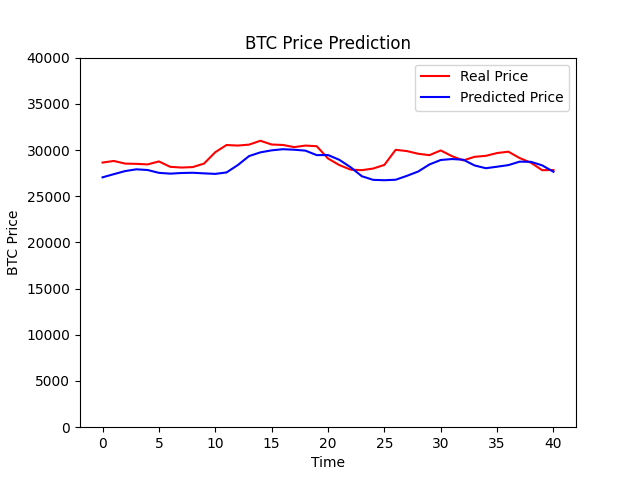 BTC Price Prediction
Real Price
Predicted Price
BTC Price
40000
35000
30000
25000
20000
15000
10000
5000
0
0 5 10 15 20 25 30 35 40
Time